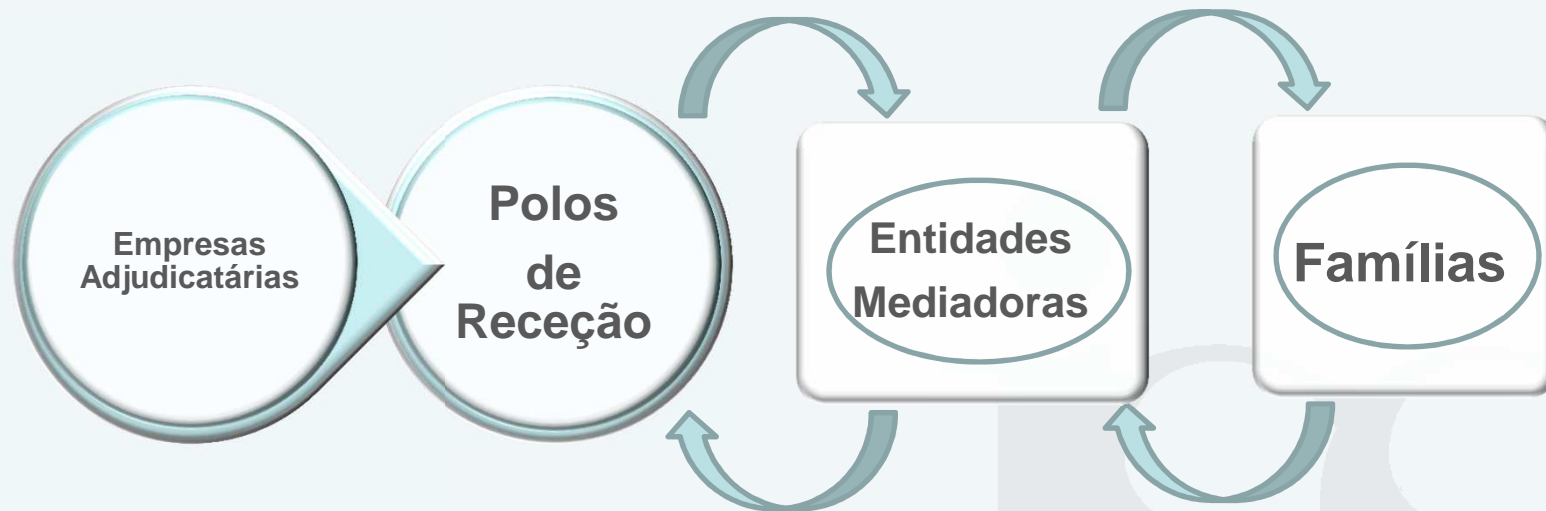 Empresas
Adjudicatárias
Polos
de
Receção
Entidades
Mediadoras
Famílias